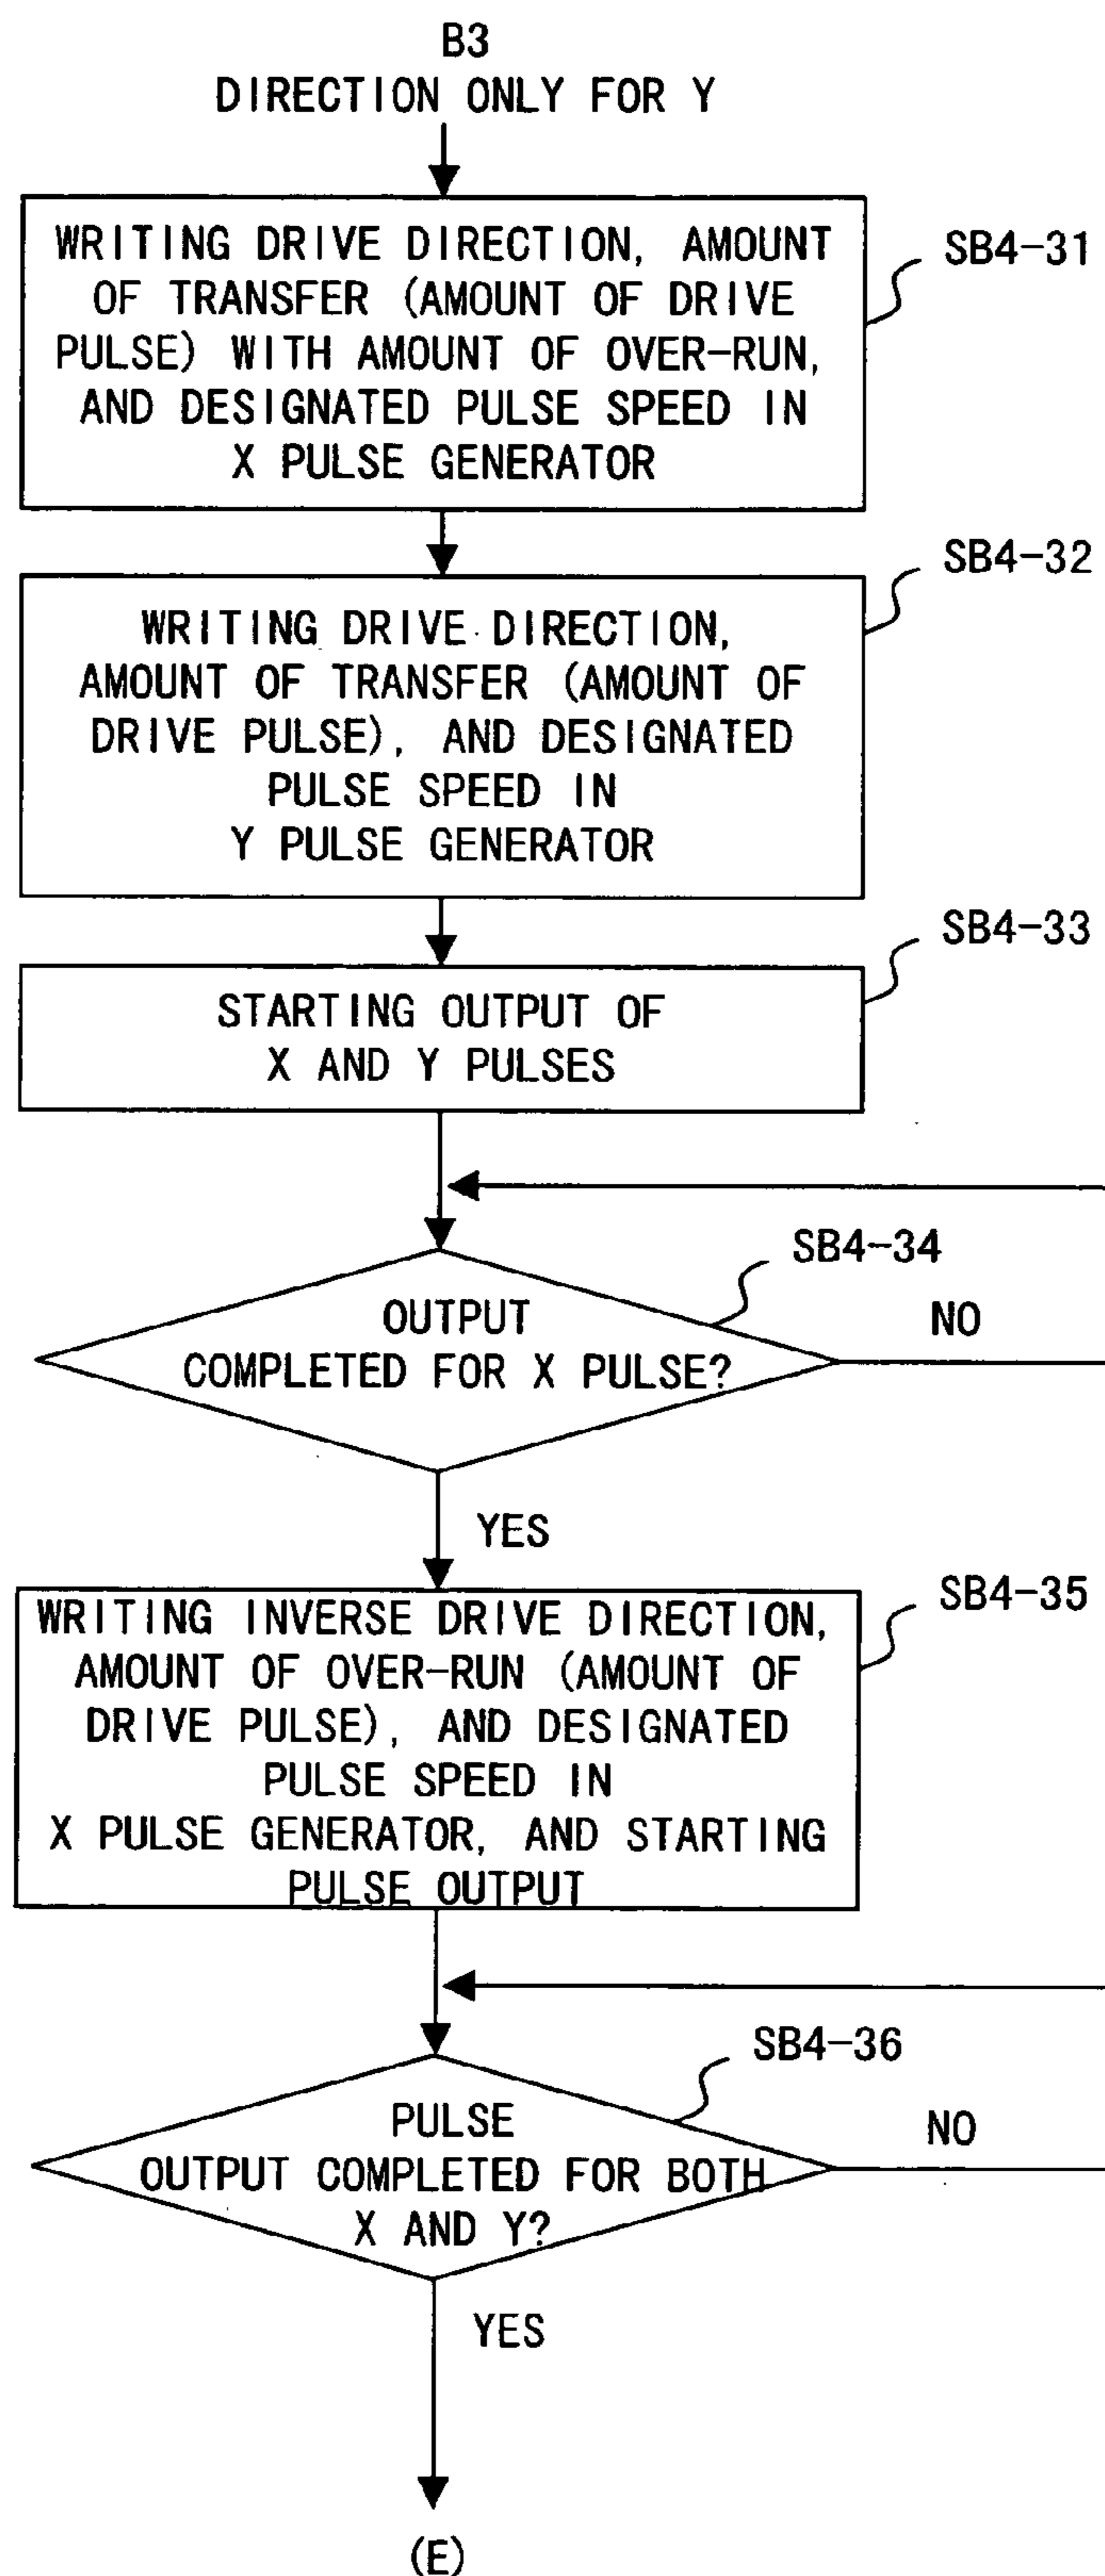 B3
DIRECTION ONLY FOR Y
WRITING DRIVE DIRECTION, AMOUNT
OF TRANSFER (AMOUNT OF DRIVE
PULSE) WITH AMOUNT OF OVER-RUN,
AND DESIGNATED PULSE SPEED IN
X PULSE GENERATOR
SB4-31
WRITING DRIVE DIRECTION,
AMOUNT OF TRANSFER (AMOUNT OF
DRIVE PULSE), AND DESIGNATED
PULSE SPEED IN
Y PULSE GENERATOR
SB4-32
STARTING OUTPUT OF
X AND Y PULSES
SB4-33
OUTPUT
COMPLETED FOR X PULSE?
SB4-34
NO
YES
WRITING INVERSE DRIVE DIRECTION,
AMOUNT OF OVER-RUN (AMOUNT OF
DRIVE PULSE), AND DESIGNATED
PULSE SPEED IN
X PULSE GENERATOR, AND STARTING
PULSE OUTPUT
SB4-35
PULSE
OUTPUT COMPLETED FOR BOTH
X AND Y?
SB4-36
NO
YES
(E)